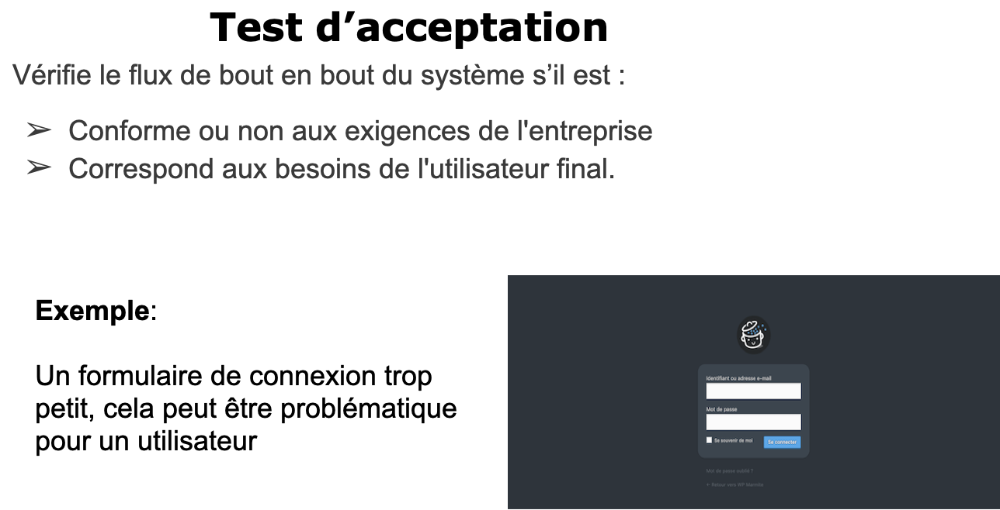 Test d’acceptation
Vérifie le flux de bout en bout du système s’il est :
➢ Conforme ou non aux exigences de l'entreprise
➢ Correspond aux besoins de l'utilisateur final.
Exemple:
Un formulaire de connexion trop
petit, cela peut être problématique
pour un utilisateur
Identifiant ou adresse e-mail
Mot de passe
Se souvenir de moi
Se connecter
Mot de passe oublié ?
← Retour vers WP Marmite